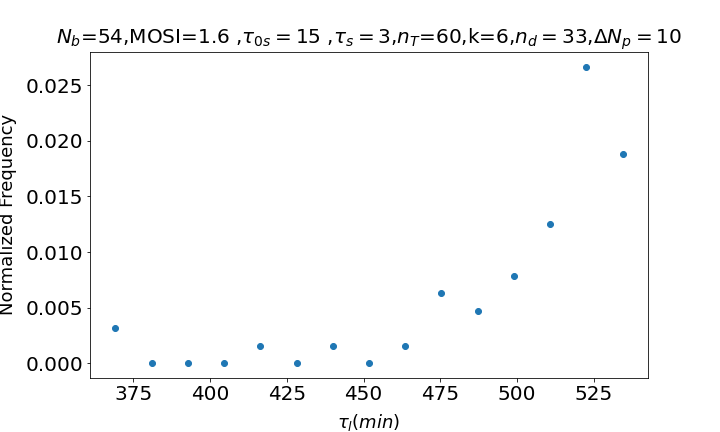 N_b=54,MOSI=1.6 ,τ_{0s} = 15 ,τ_s = 3,n_T=60,k=6,n_d = 33,ΔN_p = 10
Normalized Frequency
0.025
0.020
0.015
0.010
0.005
0.000
375 400 425 450 475 500 525
τ_l(min)